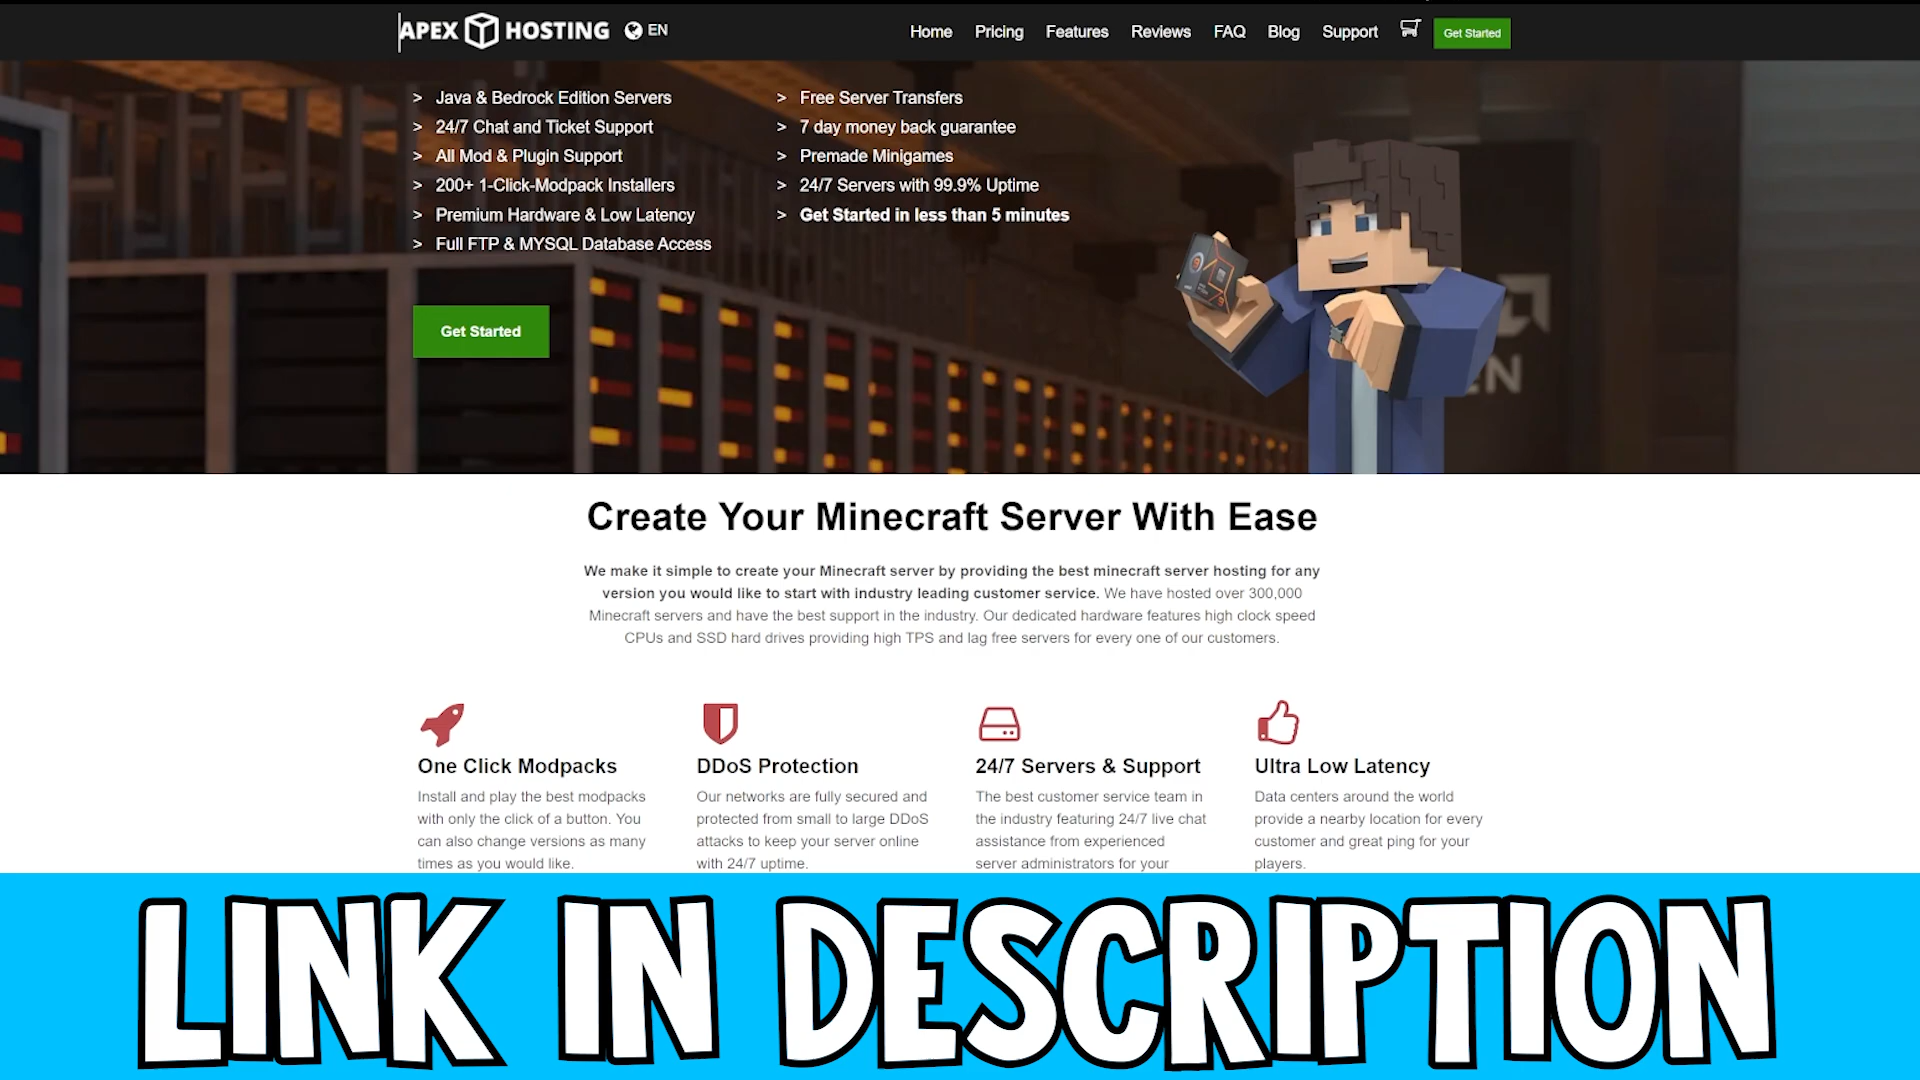 APEX HOSTING EN
Home Pricing Features Reviews FAQ Blog Support Get Started
> Java & Bedrock Edition Servers
> 24/7 Chat and Ticket Support
> All Mod & Plugin Support
> 200+ 1-Click-Modpack Installers
> Premium Hardware & Low Latency
> Full FTP & MYSQL Database Access
> Free Server Transfers
> 7 day money back guarantee
> Premade Minigames
> 24/7 Servers with 99.9% Uptime
> Get Started in less than 5 minutes
Get Started
Create Your Minecraft Server With Ease
We make it simple to create your Minecraft server by providing the best minecraft server hosting for any
version you would like to start with industry leading customer service. We have hosted over 300,000
Minecraft servers and have the best support in the industry. Our dedicated hardware features high clock speed
CPUs and SSD hard drives providing high TPS and lag free servers for every one of our customers.
One Click Modpacks
Install and play the best modpacks
with only the click of a button. You
can also change versions as many
times as you would like.
DDoS Protection
Our networks are fully secured and
protected from small to large DDoS
attacks to keep your server online
with 24/7 uptime.
24/7 Servers & Support
The best customer service team in
the industry featuring 24/7 live chat
assistance from experienced
server administrators for your
Ultra Low Latency
Data centers around the world
provide a nearby location for every
customer and great ping for your
players.
LINK IN DESCRIPTION